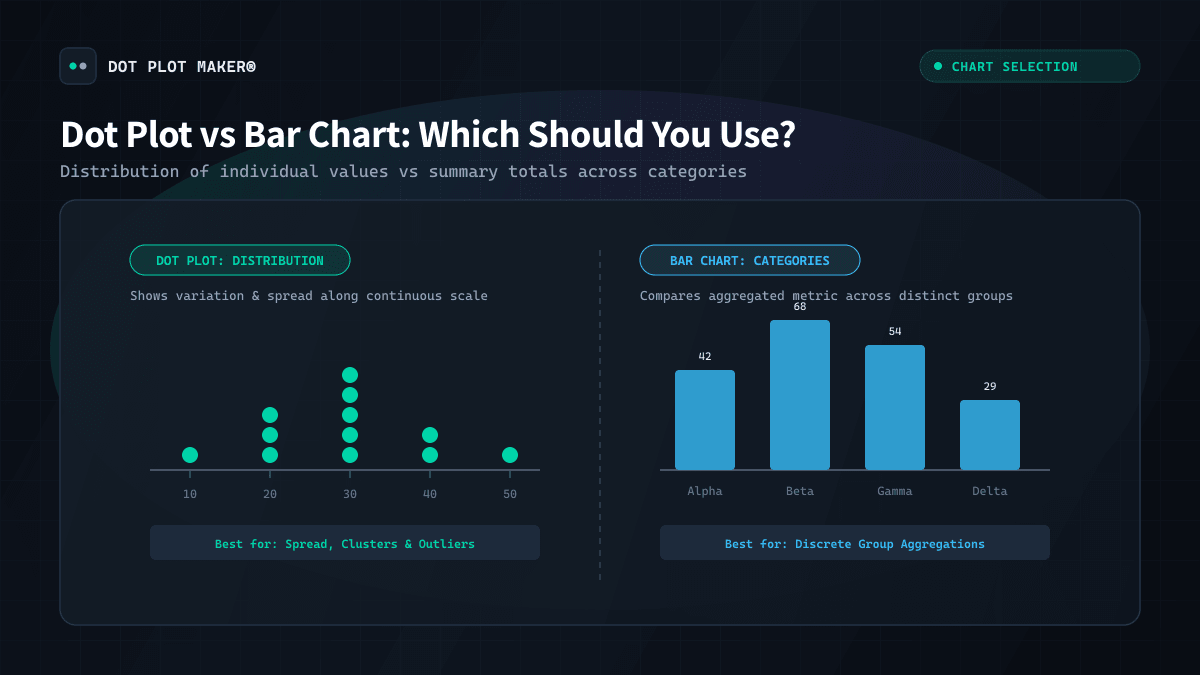 DOT PLOT MAKER®
CHART SELECTION
Dot Plot vs Bar Chart: Which Should You Use?
Distribution of individual values vs summary totals across categories
DOT PLOT: DISTRIBUTION
Shows variation & spread along continuous scale
10 20 30 40 50
Best for: Spread, Clusters & Outliers
BAR CHART: CATEGORIES
Compares aggregated metric across distinct groups
68
54
42
29
Alpha Beta Gamma Delta
Best for: Discrete Group Aggregations